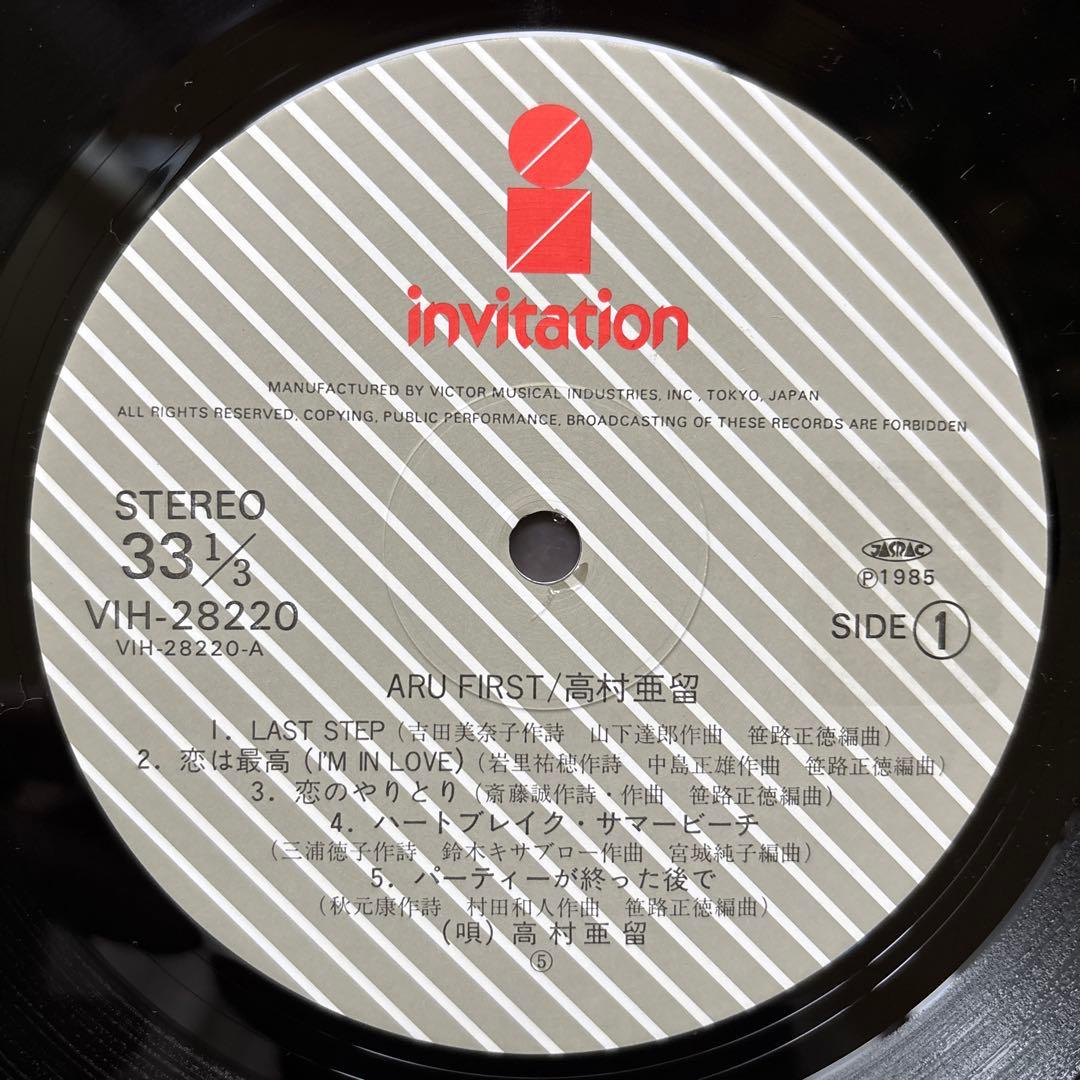 invitation
MANUFACTURED BY VICTOR MUSICAL INDUSTRIES, INC., TOKYO, JAPAN
ALL RIGHTS RESERVED. COPYING, PUBLIC PERFORMANCE, BROADCASTING OF THESE RECORDS ARE FORBIDDEN
STEREO
33 1/3
VIH-28220
VIH-28220-A
JASRAC
Ⓟ1985
SIDE ①
ARU FIRST/高村亜留
1. LAST STEP (吉田美奈子作詩 山下達郎作曲 笹路正徳編曲)
2. 恋は最高 (I'M IN LOVE) (岩里祐穂作詩 中島正雄作曲 笹路正徳編曲)
3. 恋のやりとり (斎藤誠作詩・作曲 笹路正徳編曲)
4. ハートブレイク・サマービーチ
(三浦徳子作詩 鈴木キサブロー作曲 宮城純子編曲)
5. パーティーが終った後で
(秋元康作詩 村田和人作曲 笹路正徳編曲)
(唄) 高村亜留
⑤